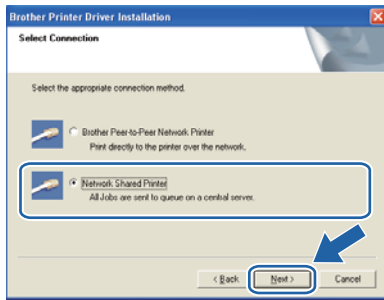 Brother Printer Driver Installation
Select Connection
Select the appropriate connection method.
Brother Peer-to-Peer Network Printer
Print directly to the printer over the network.
Network Shared Printer
All Jobs are sent to queue on a central server.
< Back
Next >
Cancel